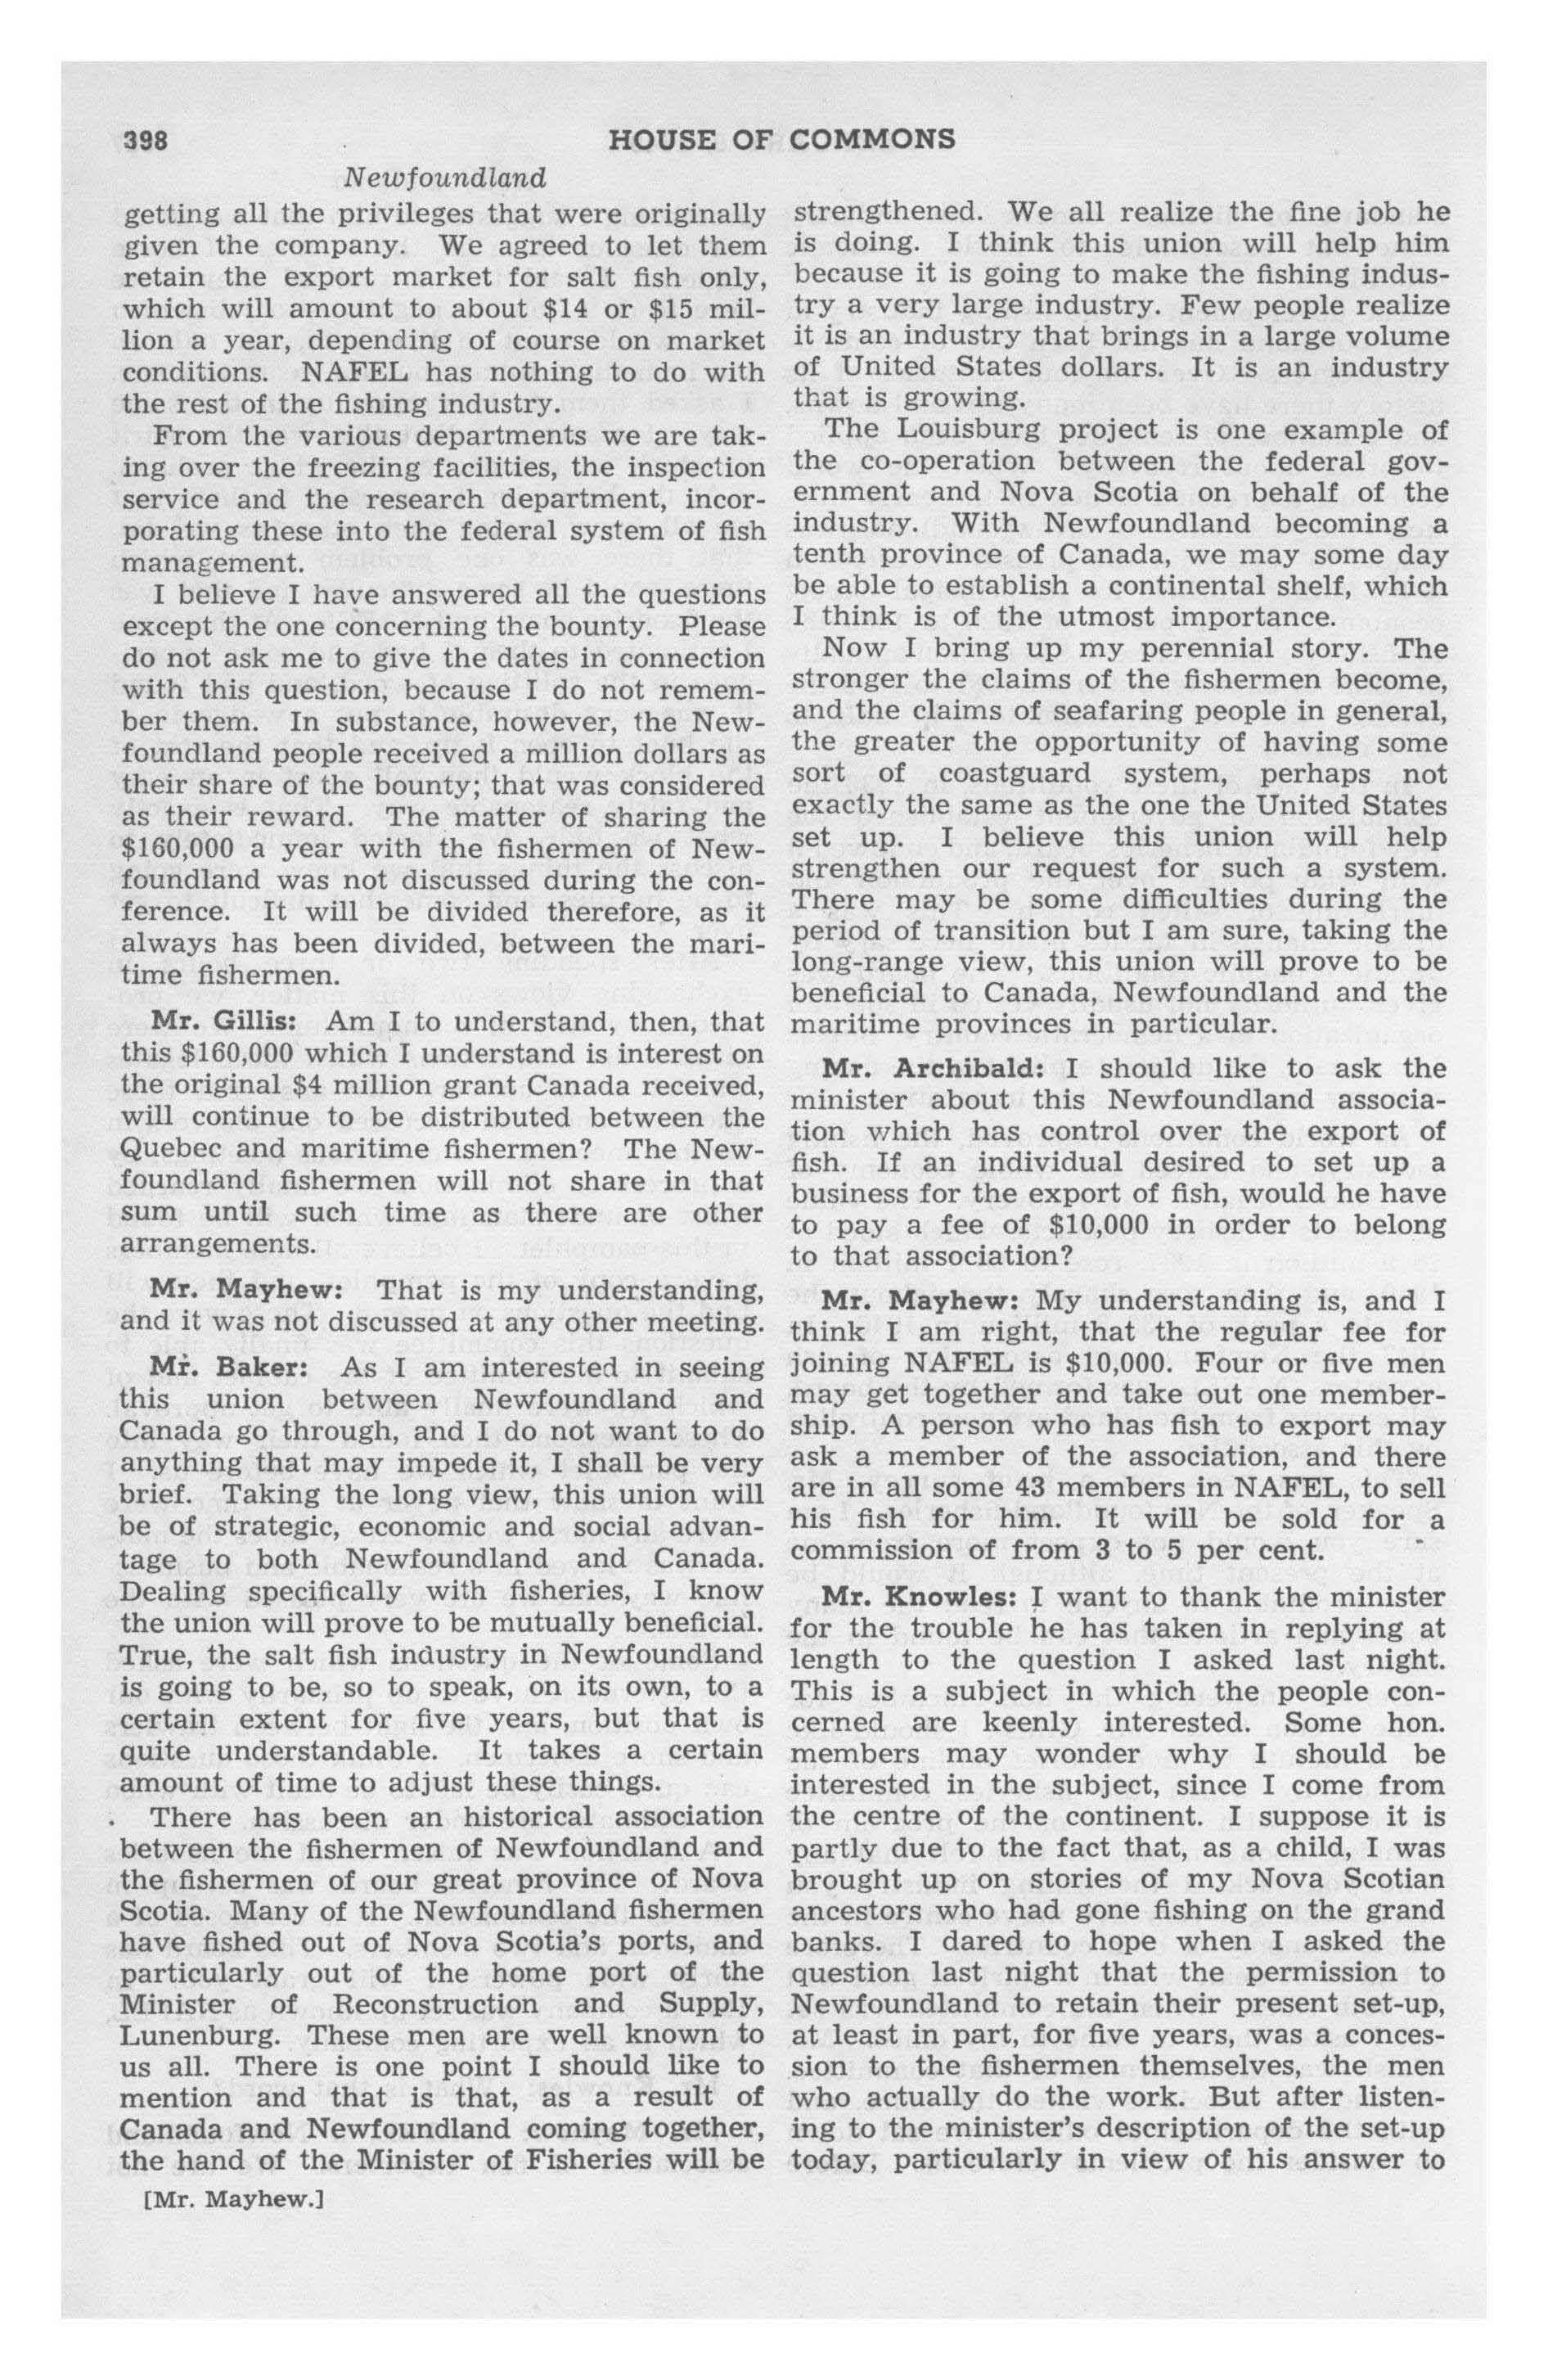 398
HOUSE OF COMMONS
Newfoundland
getting all the privileges that were originally
given the company. We agreed to let them
retain the export market for salt fish only,
which will amount to about $14 or $15 mil-
lion a year, depending of course on market
conditions. NAFEL has nothing to do with
the rest of the fishing industry.
From the various departments we are tak-
ing over the freezing facilities, the inspection
service and the research department, incor-
porating these into the federal system of fish
management.
I believe I have answered all the questions
except the one concerning the bounty. Please
do not ask me to give the dates in connection
with this question, because I do not remem-
ber them. In substance, however, the New-
foundland people received a million dollars as
their share of the bounty; that was considered
as their reward. The matter of sharing the
$160,000 a year with the fishermen of New-
foundland was not discussed during the con-
ference. It will be divided therefore, as it
always has been divided, between the mari-
time fishermen.
Mr. Gillis: Am I to understand, then, that
this $160,000 which I understand is interest on
the original $4 million grant Canada received,
will continue to be distributed between the
Quebec and maritime fishermen? The New-
foundland fishermen will not share in that
sum until such time as there are other
arrangements.
Mr. Mayhew: That is my understanding,
and it was not discussed at any other meeting.
Mr. Baker: As I am interested in seeing
this union between Newfoundland and
Canada go through, and I do not want to do
anything that may impede it, I shall be very
brief. Taking the long view, this union will
be of strategic, economic and social advan-
tage to both Newfoundland and Canada.
Dealing specifically with fisheries, I know
the union will prove to be mutually beneficial.
True, the salt fish industry in Newfoundland
is going to be, so to speak, on its own, to a
certain extent for five years, but that is
quite understandable. It takes a certain
amount of time to adjust these things.
There has been an historical association
between the fishermen of Newfoundland and
the fishermen of our great province of Nova
Scotia. Many of the Newfoundland fishermen
have fished out of Nova Scotia's ports, and
particularly out of the home port of the
Minister of Reconstruction and Supply,
Lunenburg. These men are well known to
us all. There is one point I should like to
mention and that is that, as a result of
Canada and Newfoundland coming together,
the hand of the Minister of Fisheries will be
[Mr. Mayhew.]
strengthened. We all realize the fine job he
is doing. I think this union will help him
because it is going to make the fishing indus-
try a very large industry. Few people realize
it is an industry that brings in a large volume
of United States dollars. It is an industry
that is growing.
The Louisburg project is one example of
the co-operation between the federal gov-
ernment and Nova Scotia on behalf of the
industry. With Newfoundland becoming a
tenth province of Canada, we may some day
be able to establish a continental shelf, which
I think is of the utmost importance.
Now I bring up my perennial story. The
stronger the claims of the fishermen become,
and the claims of seafaring people in general,
the greater the opportunity of having some
sort of coastguard system, perhaps not
exactly the same as the one the United States
set up. I believe this union will help
strengthen our request for such a system.
There may be some difficulties during the
period of transition but I am sure, taking the
long-range view, this union will prove to be
beneficial to Canada, Newfoundland and the
maritime provinces in particular.
Mr. Archibald: I should like to ask the
minister about this Newfoundland associa-
tion which has control over the export of
fish. If an individual desired to set up a
business for the export of fish, would he have
to pay a fee of $10,000 in order to belong
to that association?
Mr. Mayhew: My understanding is, and I
think I am right, that the regular fee for
joining NAFEL is $10,000. Four or five men
may get together and take out one member-
ship. A person who has fish to export may
ask a member of the association, and there
are in all some 43 members in NAFEL, to sell
his fish for him. It will be sold for a
commission of from 3 to 5 per cent.
Mr. Knowles: I want to thank the minister
for the trouble he has taken in replying at
length to the question I asked last night.
This is a subject in which the people con-
cerned are keenly interested. Some hon.
members may wonder why I should be
interested in the subject, since I come from
the centre of the continent. I suppose it is
partly due to the fact that, as a child, I was
brought up on stories of my Nova Scotian
ancestors who had gone fishing on the grand
banks. I dared to hope when I asked the
question last night that the permission to
Newfoundland to retain their present set-up,
at least in part, for five years, was a conces-
sion to the fishermen themselves, the men
who actually do the work. But after listen-
ing to the minister's description of the set-up
today, particularly in view of his answer to